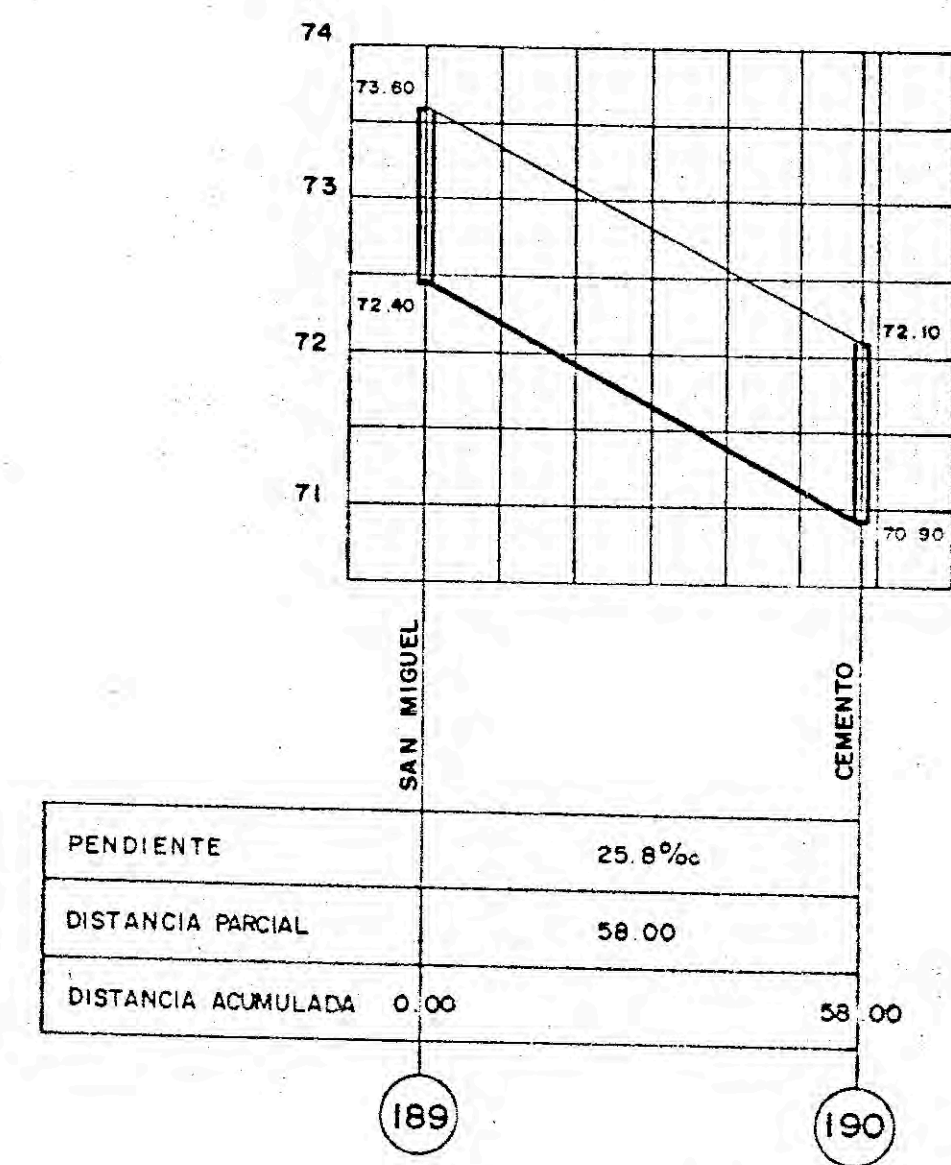 74
73.60
73
72.40
72
72.10
71
70 90
SAN MIGUEL
CEMENTO
PENDIENTE 25.8‰
DISTANCIA PARCIAL 58.00
DISTANCIA ACUMULADA 0.00 58.00
189
190